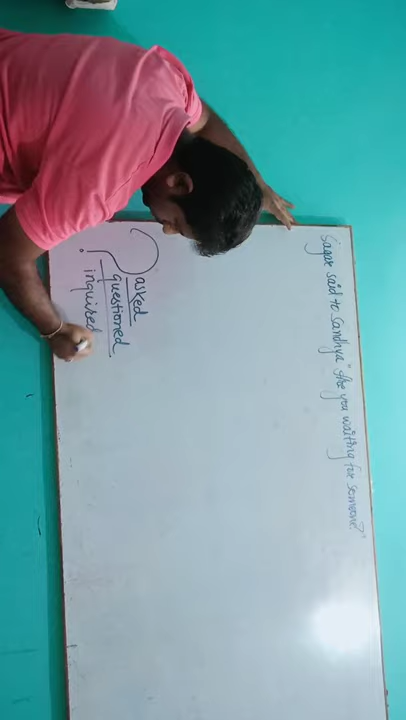 Sagar said to Sandhya "Are you waiting for someone?"
? asked
questioned
inquired